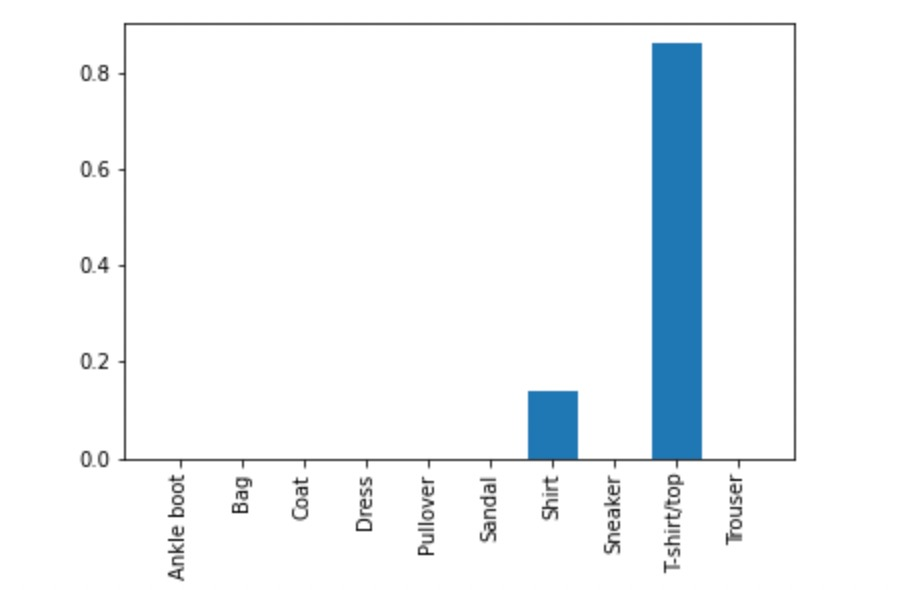 0.8
0.6
0.4
0.2
0.0
Ankle boot
Bag
Coat
Dress
Pullover
Sandal
Shirt
Sneaker
T-shirt/top
Trouser